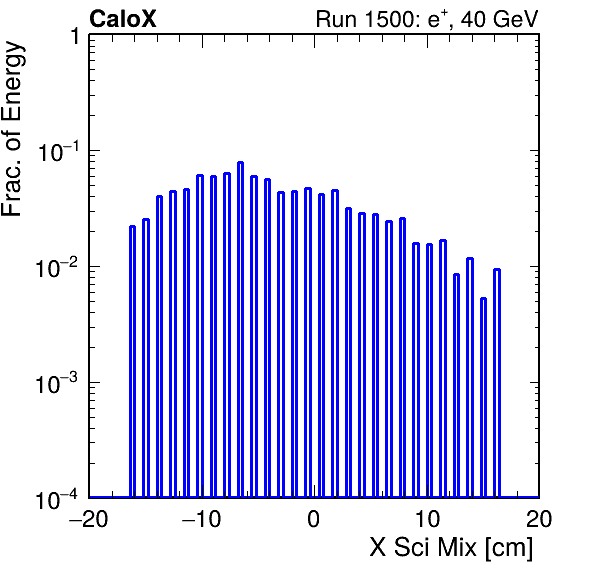 CaloX Run 1500: e⁺, 40 GeV
Frac. of Energy
1
10⁻¹
10⁻²
10⁻³
10⁻⁴
−20 −10 0 10 20
X Sci Mix [cm]